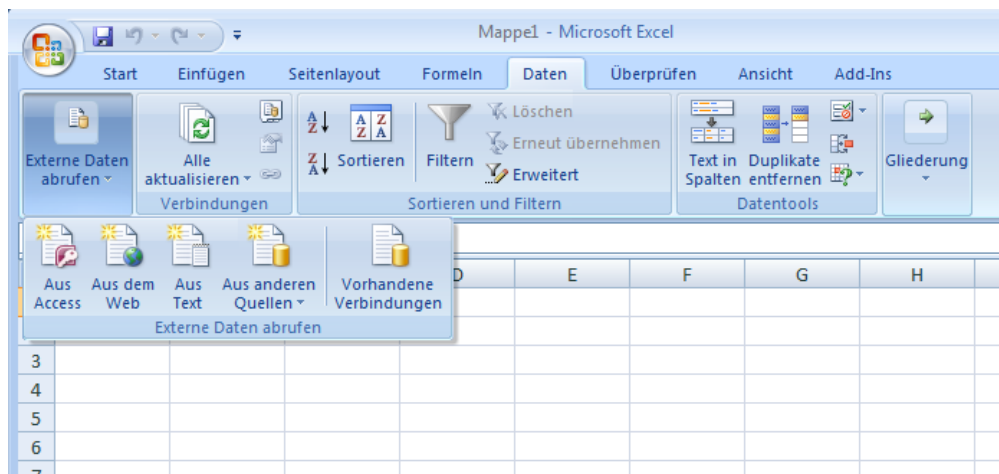 Mappe1 - Microsoft Excel
Start Einfügen Seitenlayout Formeln Daten Überprüfen Ansicht Add-Ins
Externe Daten
abrufen
Alle
aktualisieren
Verbindungen
A
Z
Z
A
A Z
Z A
Sortieren
Filtern
Löschen
Erneut übernehmen
Erweitert
Sortieren und Filtern
Text in
Spalten
Duplikate
entfernen
Datentools
Gliederung
Aus
Access
Aus dem
Web
Aus
Text
Aus anderen
Quellen
Vorhandene
Verbindungen
Externe Daten abrufen
D E F G H
3
4
5
6
7